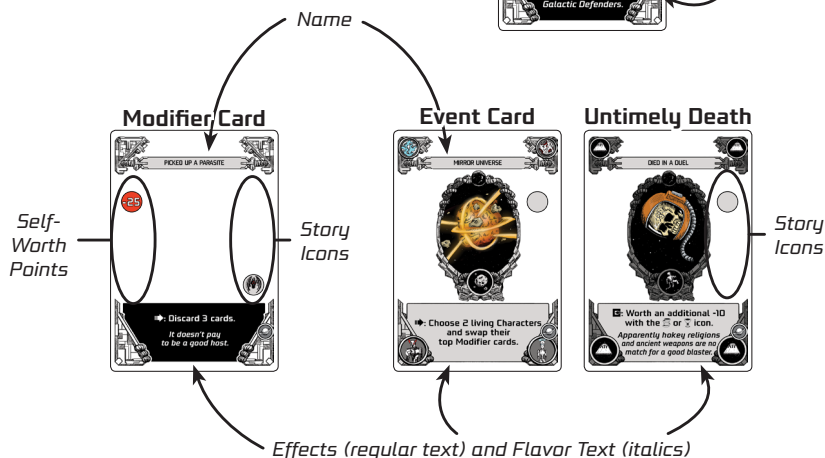 Galactic Defenders.
Name
Modifier Card
Event Card
Untimely Death
PICKED UP A PARASITE
MIRROR UNIVERSE
DIED IN A DUEL
-25
Self-
Worth
Points
Story
Icons
Story
Icons
: Discard 3 cards.
It doesn't pay
to be a good host.
: Choose 2 living Characters
and swap their
top Modifier cards.
: Worth an additional -10
with the or icon.
Apparently hokey religions
and ancient weapons are no
match for a good blaster.
Effects (regular text) and Flavor Text (italics)